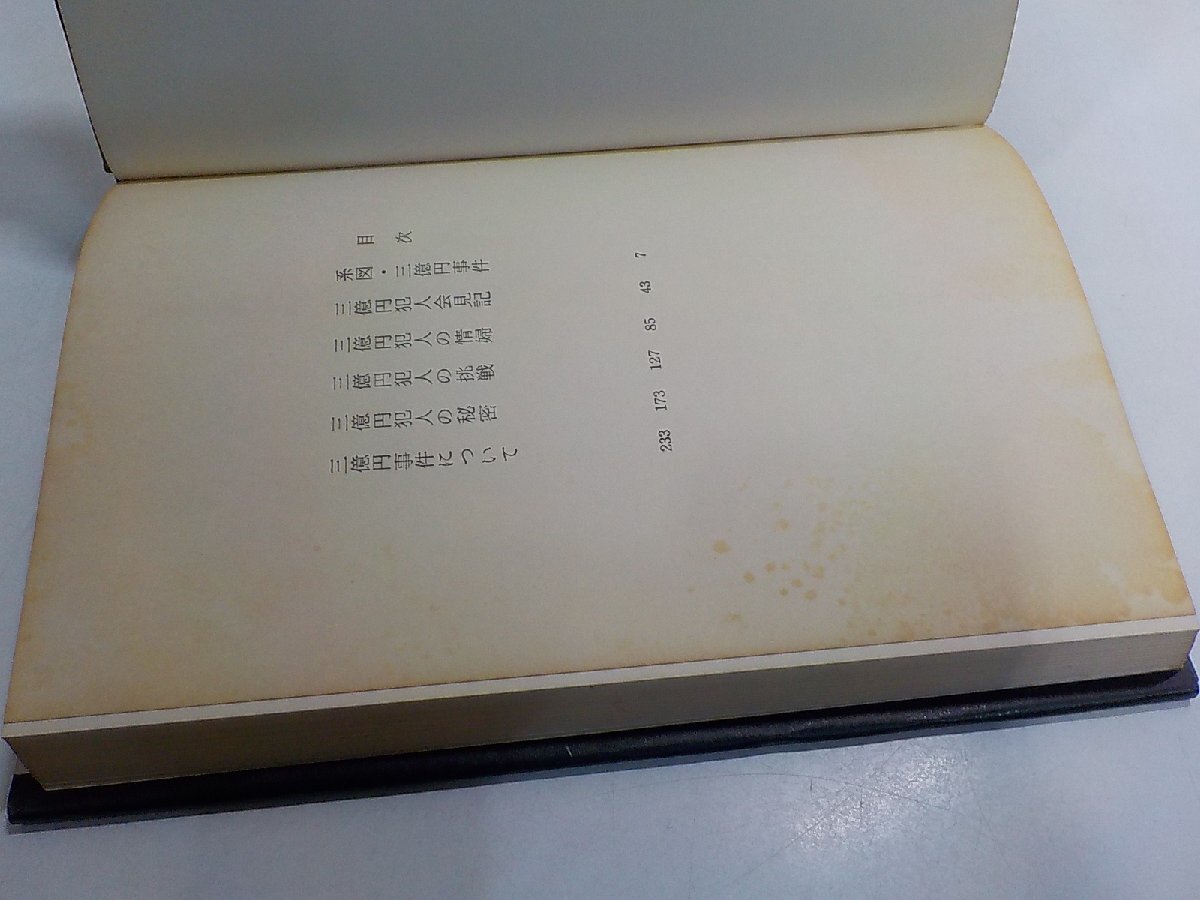 目次
系図・三億円事件 7
三億円犯人会見記 43
三億円犯人の情婦 85
三億円犯人の挑戦 127
三億円犯人の秘密 173
三億円事件について 233